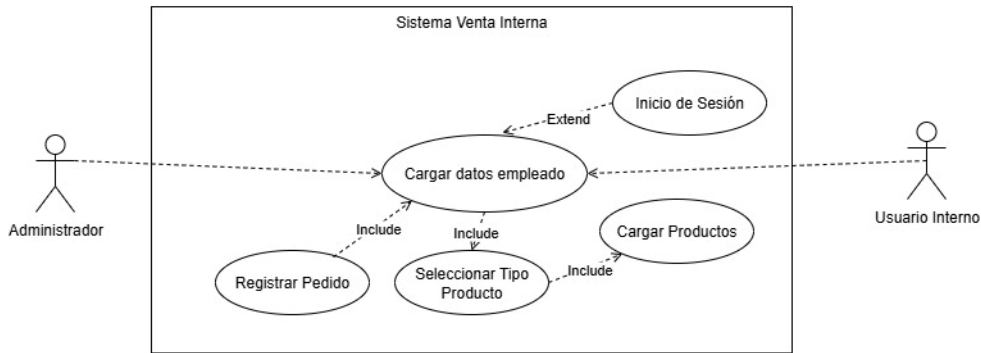 Sistema Venta Interna
Inicio de Sesión
Extend
Cargar datos empleado
Administrador
Usuario Interno
Include
Include
Cargar Productos
Include
Registrar Pedido
Seleccionar Tipo
Producto